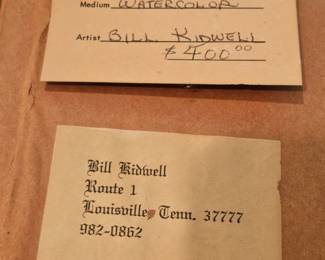 Medium WATERCOLOR
Artist BILL KIDWELL
$400.00
Bill Kidwell
Route 1
Louisville, Tenn. 37777
982-0862